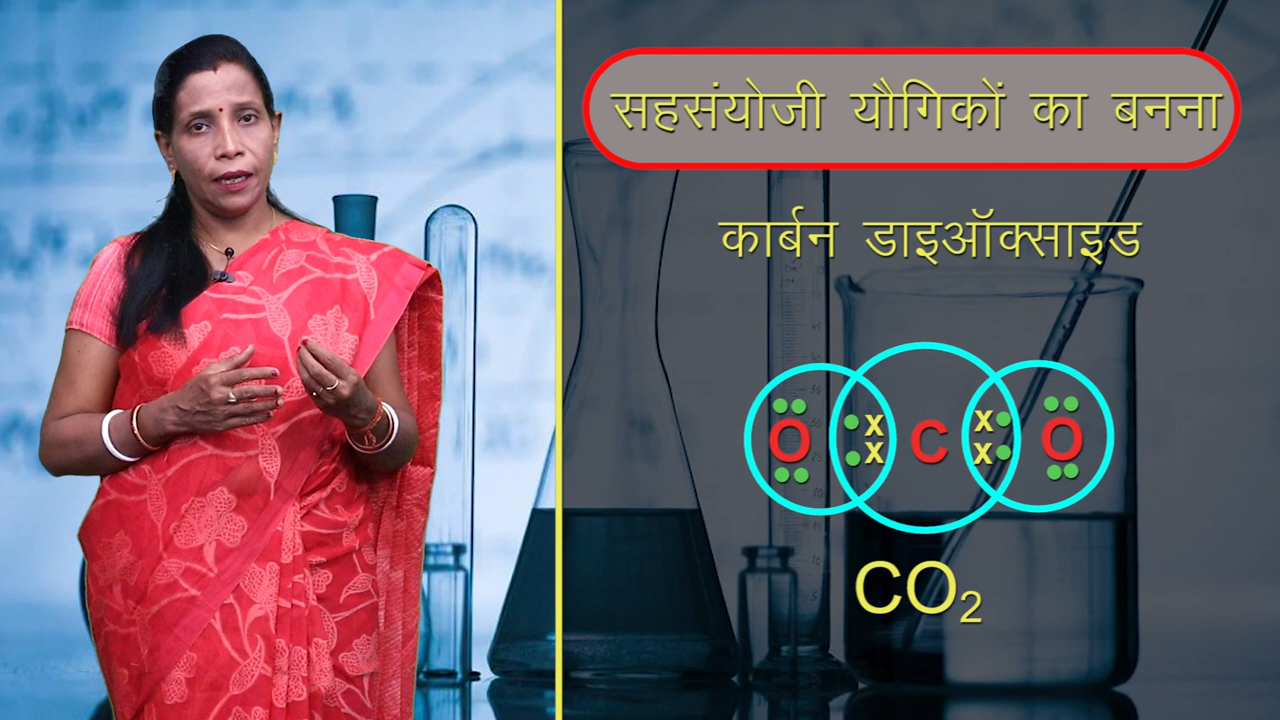 सहसंयोजी यौगिकों का बनना
कार्बन डाइऑक्साइड
O x x C x x O
CO₂